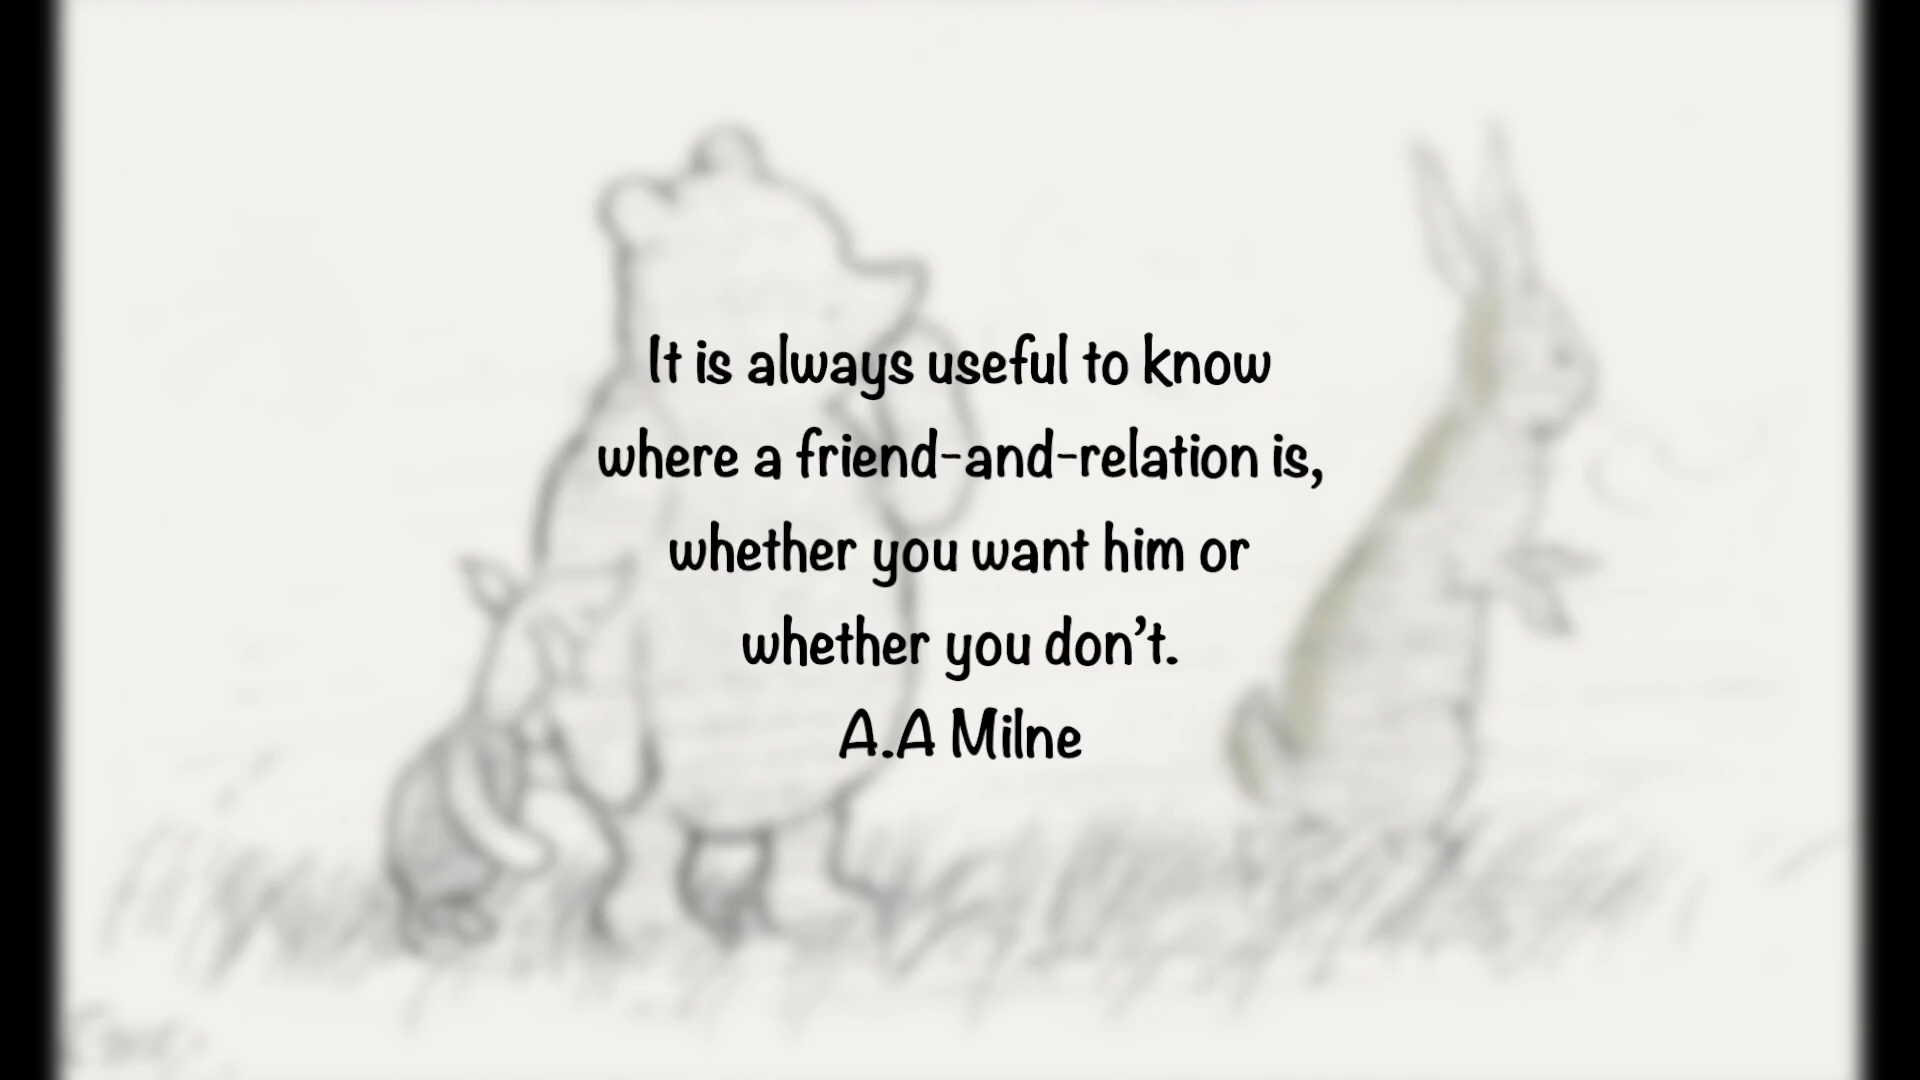 It is always useful to know
where a friend-and-relation is,
whether you want him or
whether you don’t.
A.A Milne